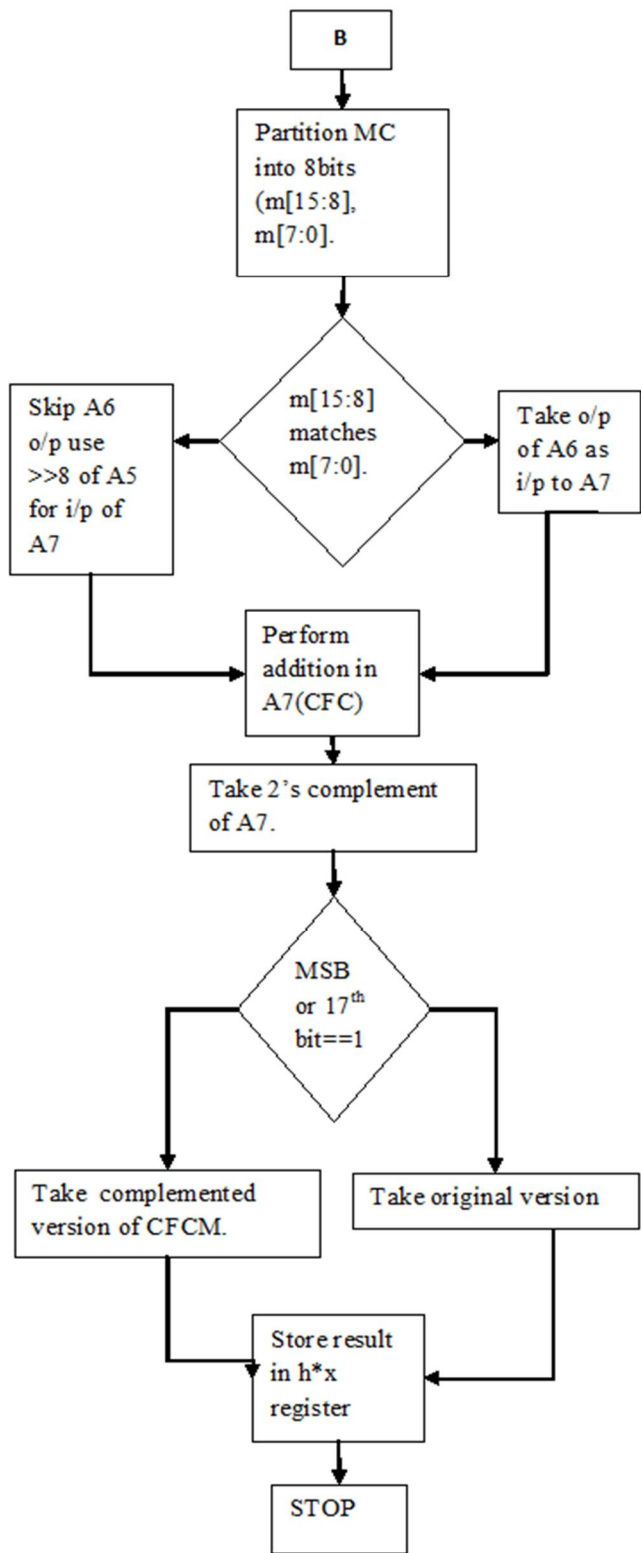 B
Partition MC
into 8bits
(m[15:8],
m[7:0].
m[15:8]
matches
m[7:0].
Skip A6
o/p use
>>8 of A5
for i/p of
A7
Take o/p
of A6 as
i/p to A7
Perform
addition in
A7(CFC)
Take 2’s complement
of A7.
MSB
or 17th
bit==1
Take complemented
version of CFCM.
Take original version
Store result
in h*x
register
STOP